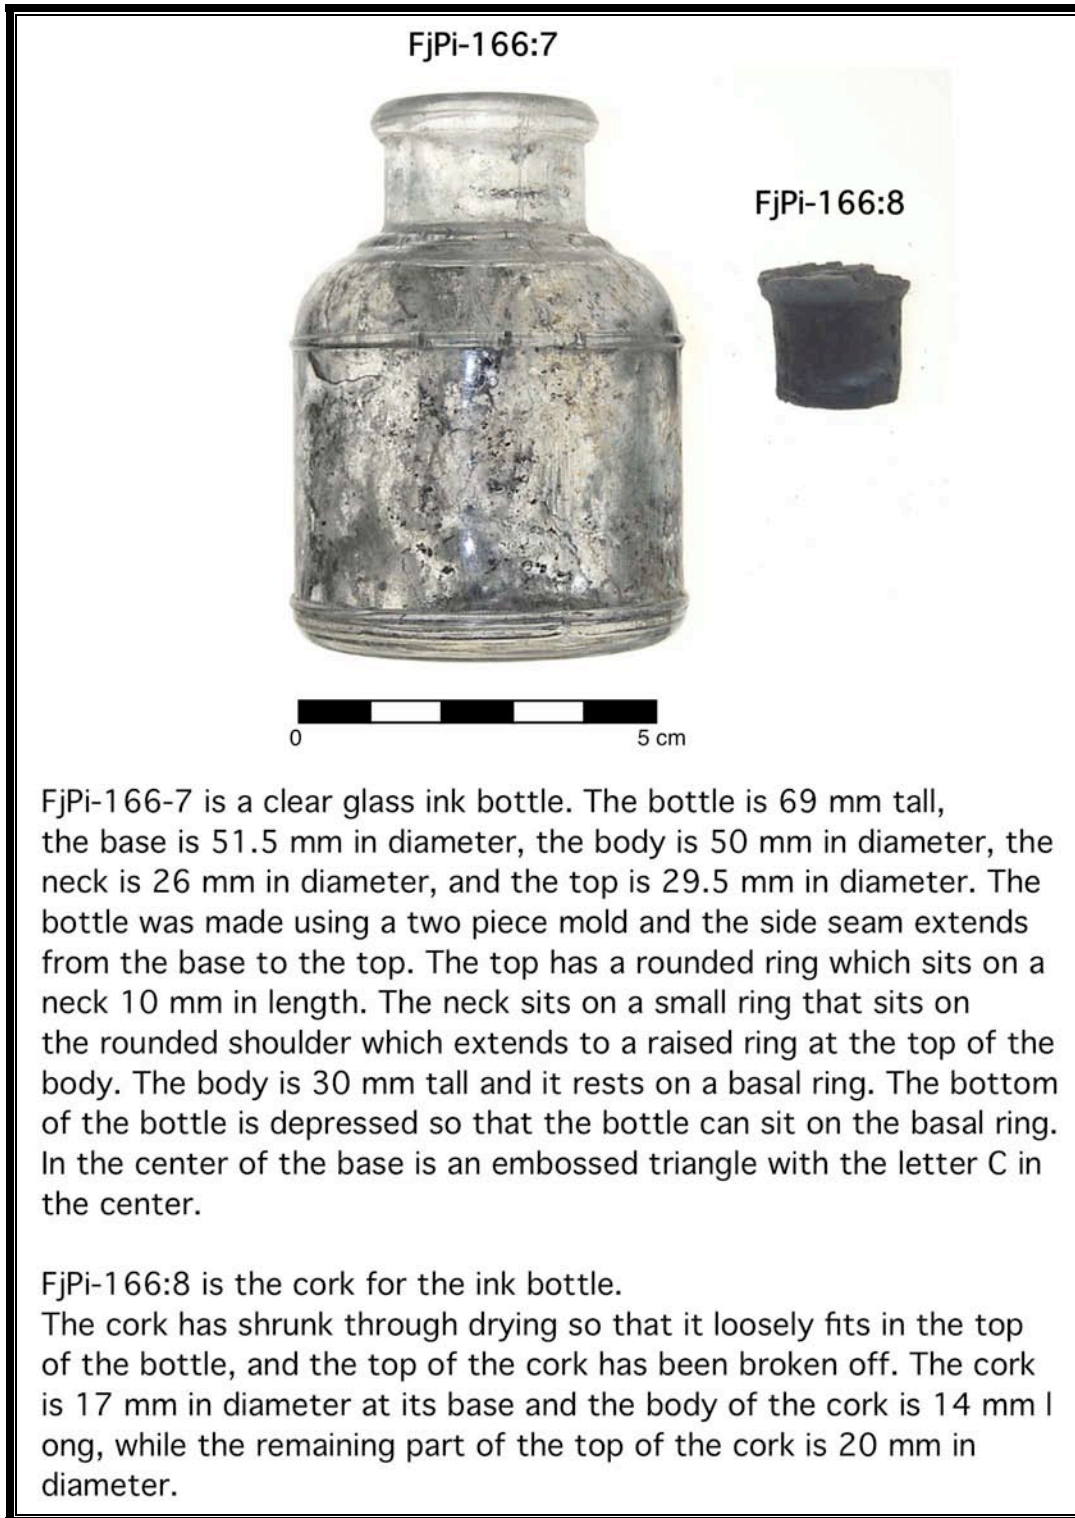 FjPi-166:7
FjPi-166:8
0 5 cm
FjPi-166-7 is a clear glass ink bottle. The bottle is 69 mm tall,
the base is 51.5 mm in diameter, the body is 50 mm in diameter, the
neck is 26 mm in diameter, and the top is 29.5 mm in diameter. The
bottle was made using a two piece mold and the side seam extends
from the base to the top. The top has a rounded ring which sits on a
neck 10 mm in length. The neck sits on a small ring that sits on
the rounded shoulder which extends to a raised ring at the top of the
body. The body is 30 mm tall and it rests on a basal ring. The bottom
of the bottle is depressed so that the bottle can sit on the basal ring.
In the center of the base is an embossed triangle with the letter C in
the center.
FjPi-166:8 is the cork for the ink bottle.
The cork has shrunk through drying so that it loosely fits in the top
of the bottle, and the top of the cork has been broken off. The cork
is 17 mm in diameter at its base and the body of the cork is 14 mm l
ong, while the remaining part of the top of the cork is 20 mm in
diameter.